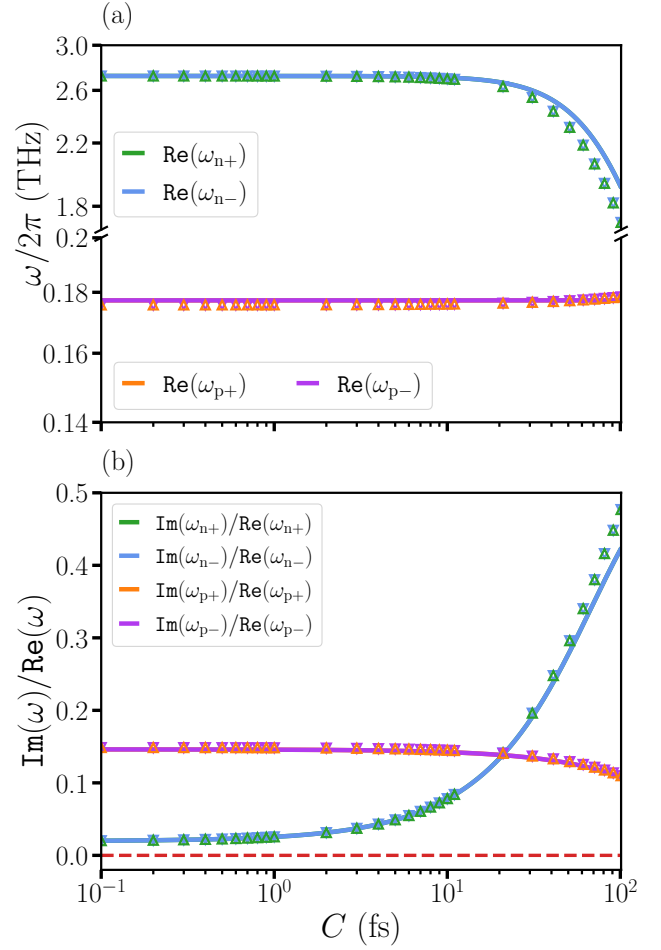 (a)
3.0
2.6
2.2
1.8
0.2
0.18
0.16
0.14
ω/2π (THz)
Re(ωn+)
Re(ωn−)
Re(ωp+)
Re(ωp−)
(b)
0.5
0.4
0.3
0.2
0.1
0.0
Im(ω)/Re(ω)
Im(ωn+)/Re(ωn+)
Im(ωn−)/Re(ωn−)
Im(ωp+)/Re(ωp+)
Im(ωp−)/Re(ωp−)
10⁻¹ 10⁰ 10¹ 10²
C (fs)